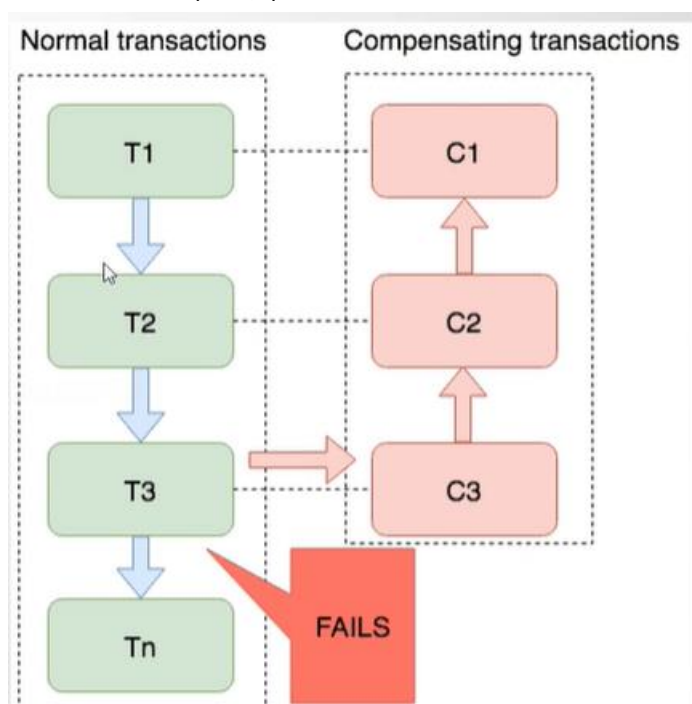 Normal transactions
Compensating transactions
T1
C1
T2
C2
T3
C3
FAILS
Tn